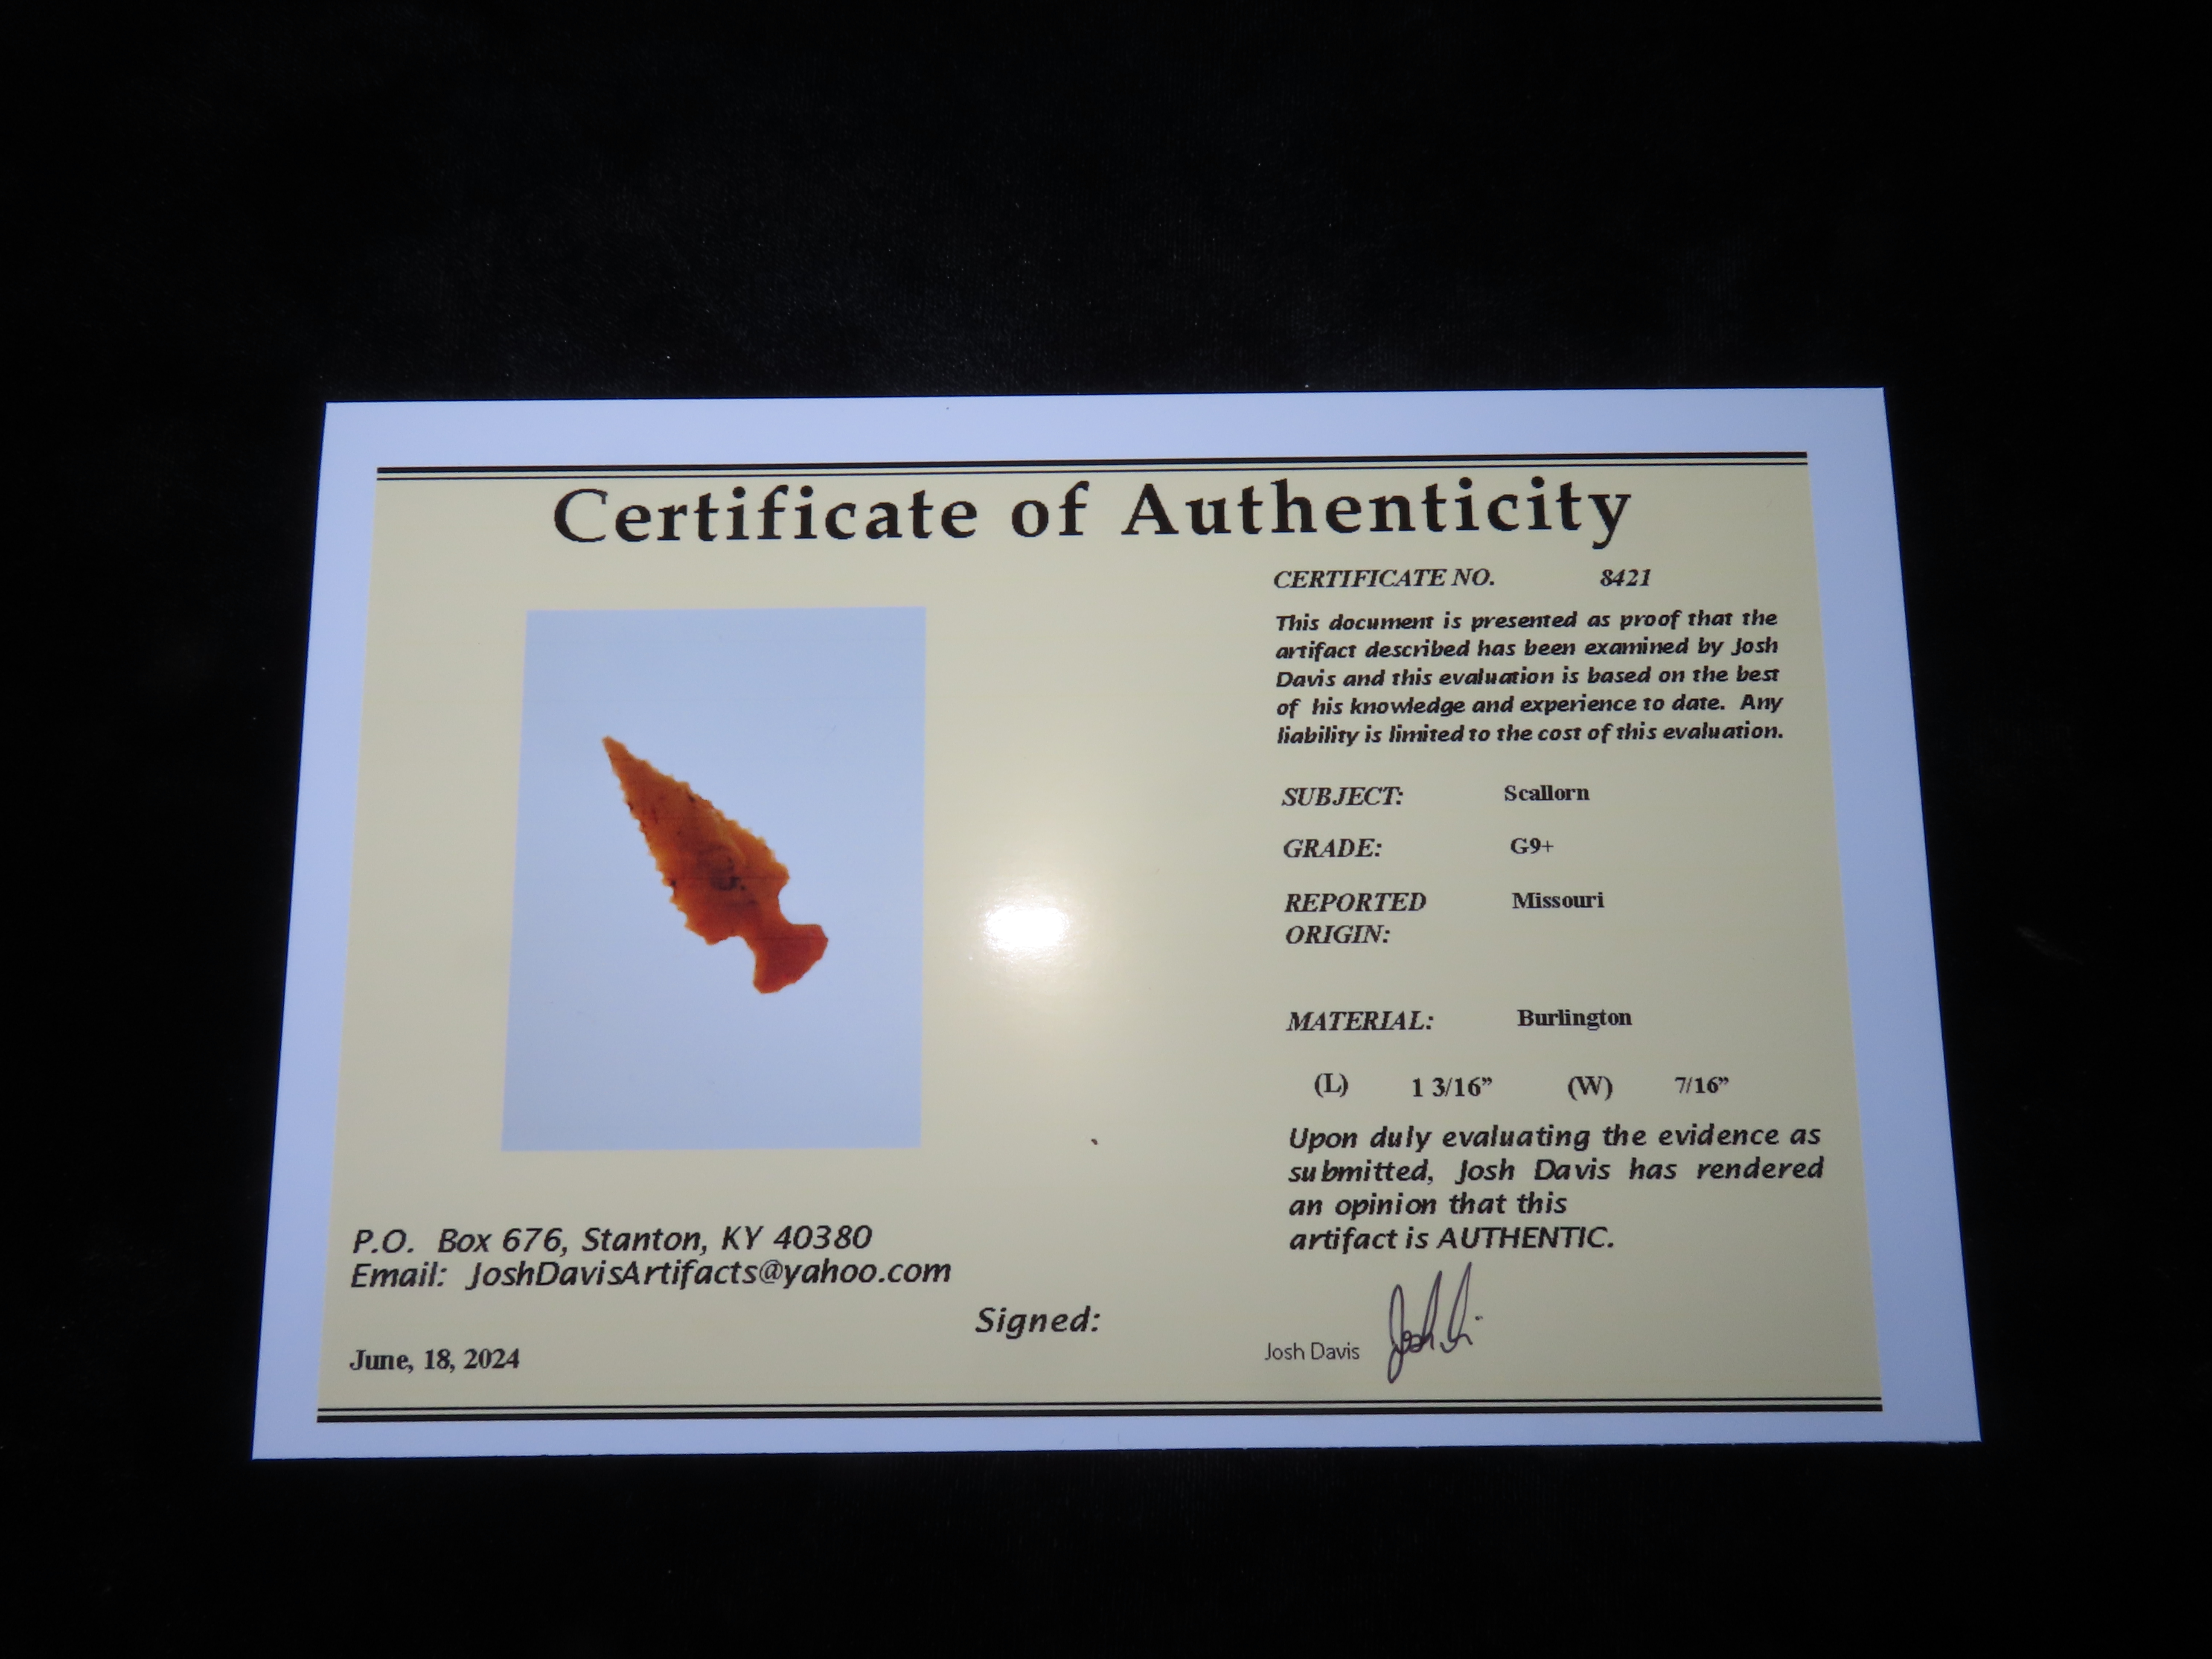 Certificate of Authenticity
CERTIFICATE NO. 8421
This document is presented as proof that the
artifact described has been examined by Josh
Davis and this evaluation is based on the best
of his knowledge and experience to date. Any
liability is limited to the cost of this evaluation.
SUBJECT: Scallorn
GRADE: G9+
REPORTED Missouri
ORIGIN:
MATERIAL: Burlington
(L) 1 3/16” (W) 7/16”
Upon duly evaluating the evidence as
submitted, Josh Davis has rendered
an opinion that this
artifact is AUTHENTIC.
P.O. Box 676, Stanton, KY 40380
Email: JoshDavisArtifacts@yahoo.com
Signed:
Josh Davis
June, 18, 2024